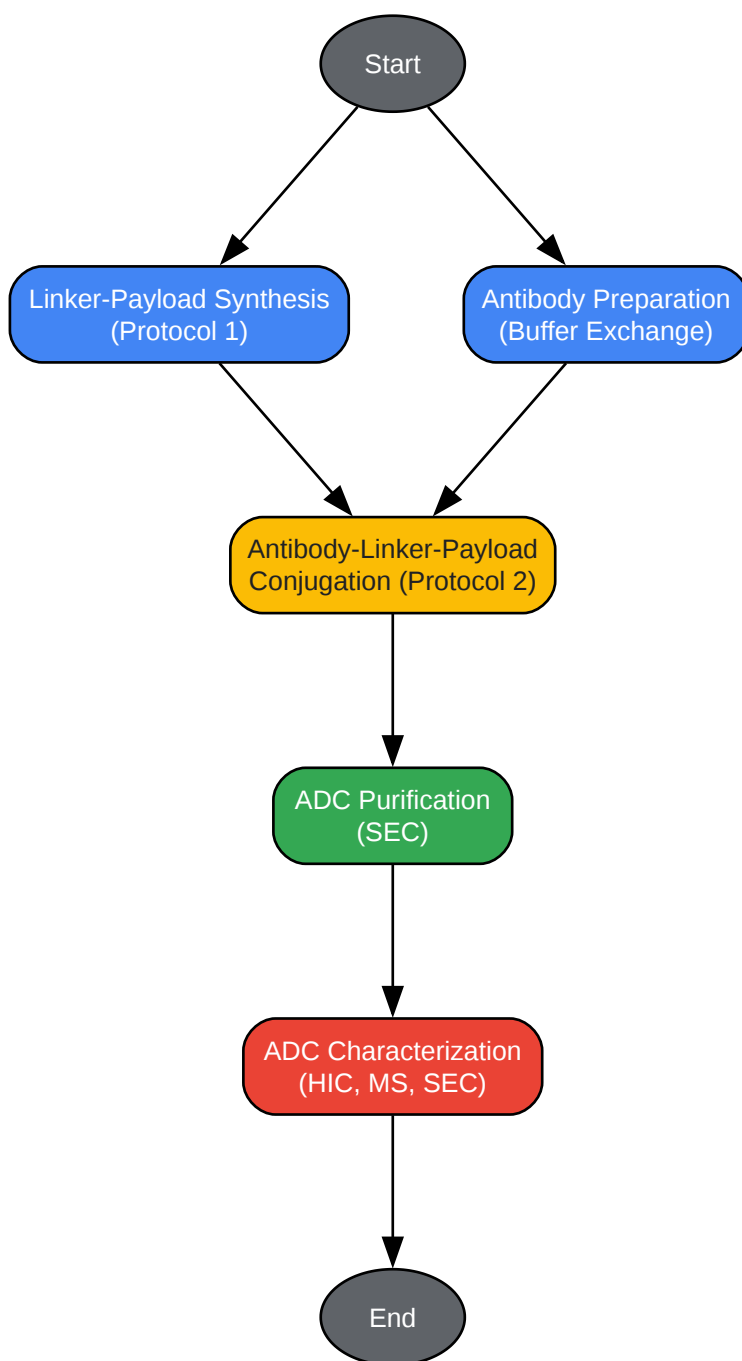 Start
Linker-Payload Synthesis
(Protocol 1)
Antibody Preparation
(Buffer Exchange)
Antibody-Linker-Payload
Conjugation (Protocol 2)
ADC Purification
(SEC)
ADC Characterization
(HIC, MS, SEC)
End